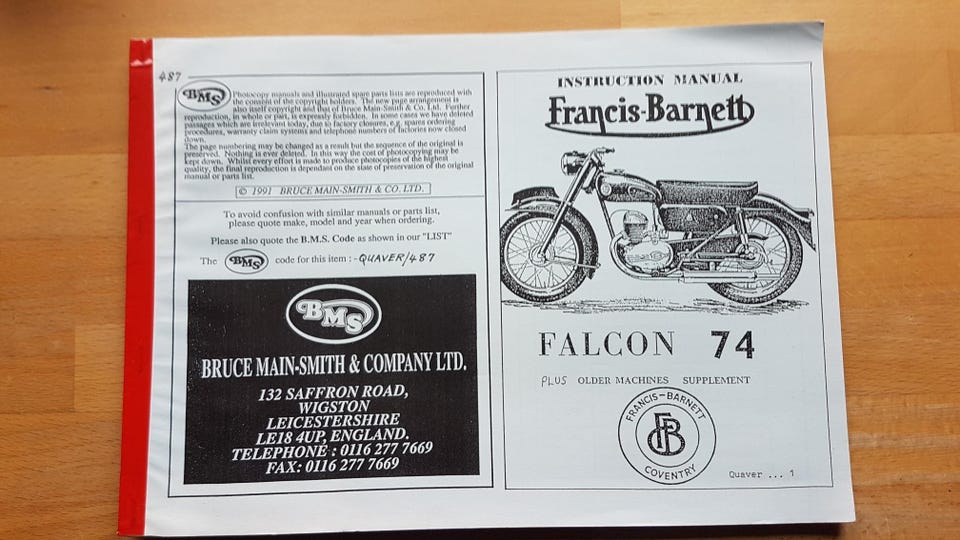 487
BMS
Photocopy manuals and illustrated spare parts lists are reproduced with
the consent of the copyright holders. The new page arrangement is
also itself copyright and that of Bruce Main-Smith & Co. Ltd. Further
reproduction, in whole or part, is expressly forbidden. In some cases we have deleted
passages which are irrelevant today, due to factory closures, e.g. spares ordering
procedures, warranty claim systems and telephone numbers of factories now closed
down.
The page numbering may be changed as a result but the sequence of the original is
preserved. Nothing is ever deleted. In this way the cost of photocopying may be
kept down. Whilst every effort is made to produce photocopies of the highest
quality, the final reproduction is dependant on the state of preservation of the original
manual or parts list.
© 1991 BRUCE MAIN-SMITH & CO. LTD.
To avoid confusion with similar manuals or parts list,
please quote make, model and year when ordering.
Please also quote the B.M.S. Code as shown in our "LIST"
The BMS code for this item :- QUAVER/487
BMS
BRUCE MAIN-SMITH & COMPANY LTD.
132 SAFFRON ROAD,
WIGSTON
LEICESTERSHIRE
LE18 4UP, ENGLAND.
TELEPHONE : 0116 277 7669
FAX: 0116 277 7669
INSTRUCTION MANUAL
Francis-Barnett
FALCON 74
PLUS OLDER MACHINES SUPPLEMENT
FRANCIS-BARNETT
FB
COVENTRY
Quaver ... 1